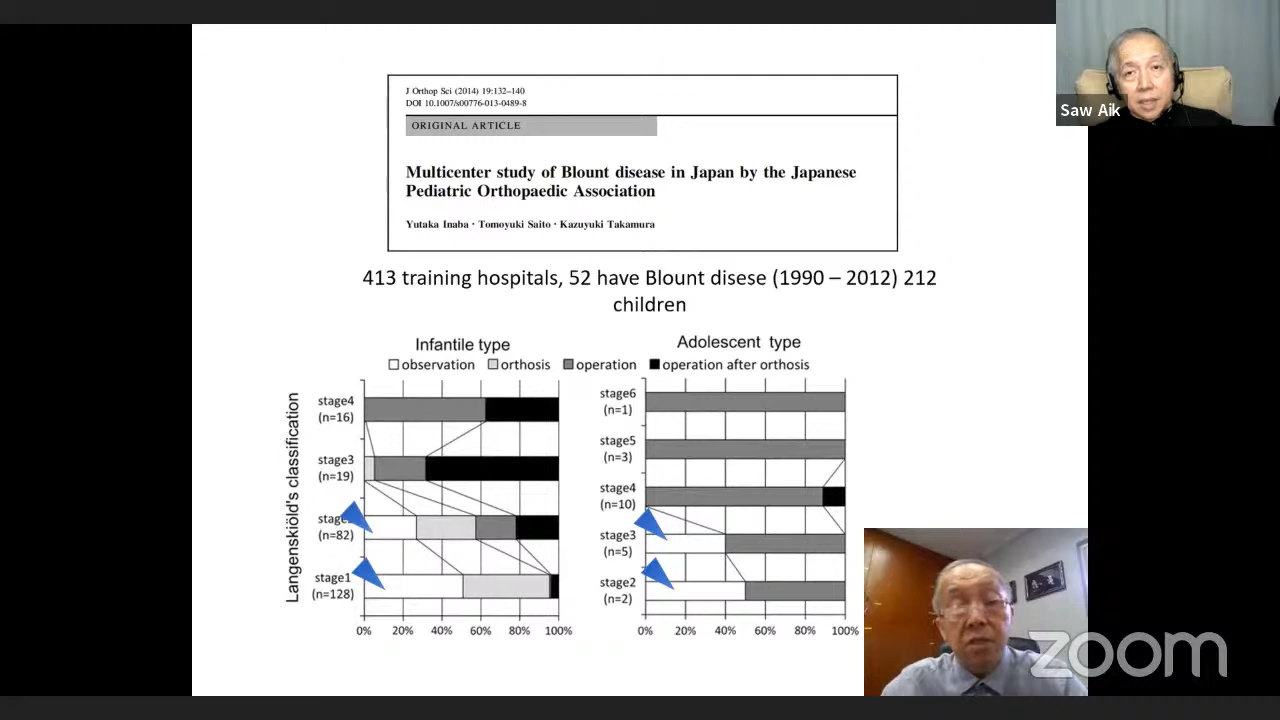 J Orthop Sci (2014) 19:132–140
DOI 10.1007/s00776-013-0489-8
ORIGINAL ARTICLE
Multicenter study of Blount disease in Japan by the Japanese
Pediatric Orthopaedic Association
Yutaka Inaba · Tomoyuki Saito · Kazuyuki Takamura
413 training hospitals, 52 have Blount disese (1990 – 2012) 212
children
Infantile type
observation orthosis operation operation after orthosis
Langenskiöld's classification
stage4
(n=16)
stage3
(n=19)
(n=82)
stage1
(n=128)
0% 20% 40% 60% 80% 100%
Adolescent type
stage6
(n=1)
stage5
(n=3)
stage4
(n=10)
stage3
(n=5)
stage2
(n=2)
0% 20% 40% 60% 80% 100%
Saw Aik
zoom